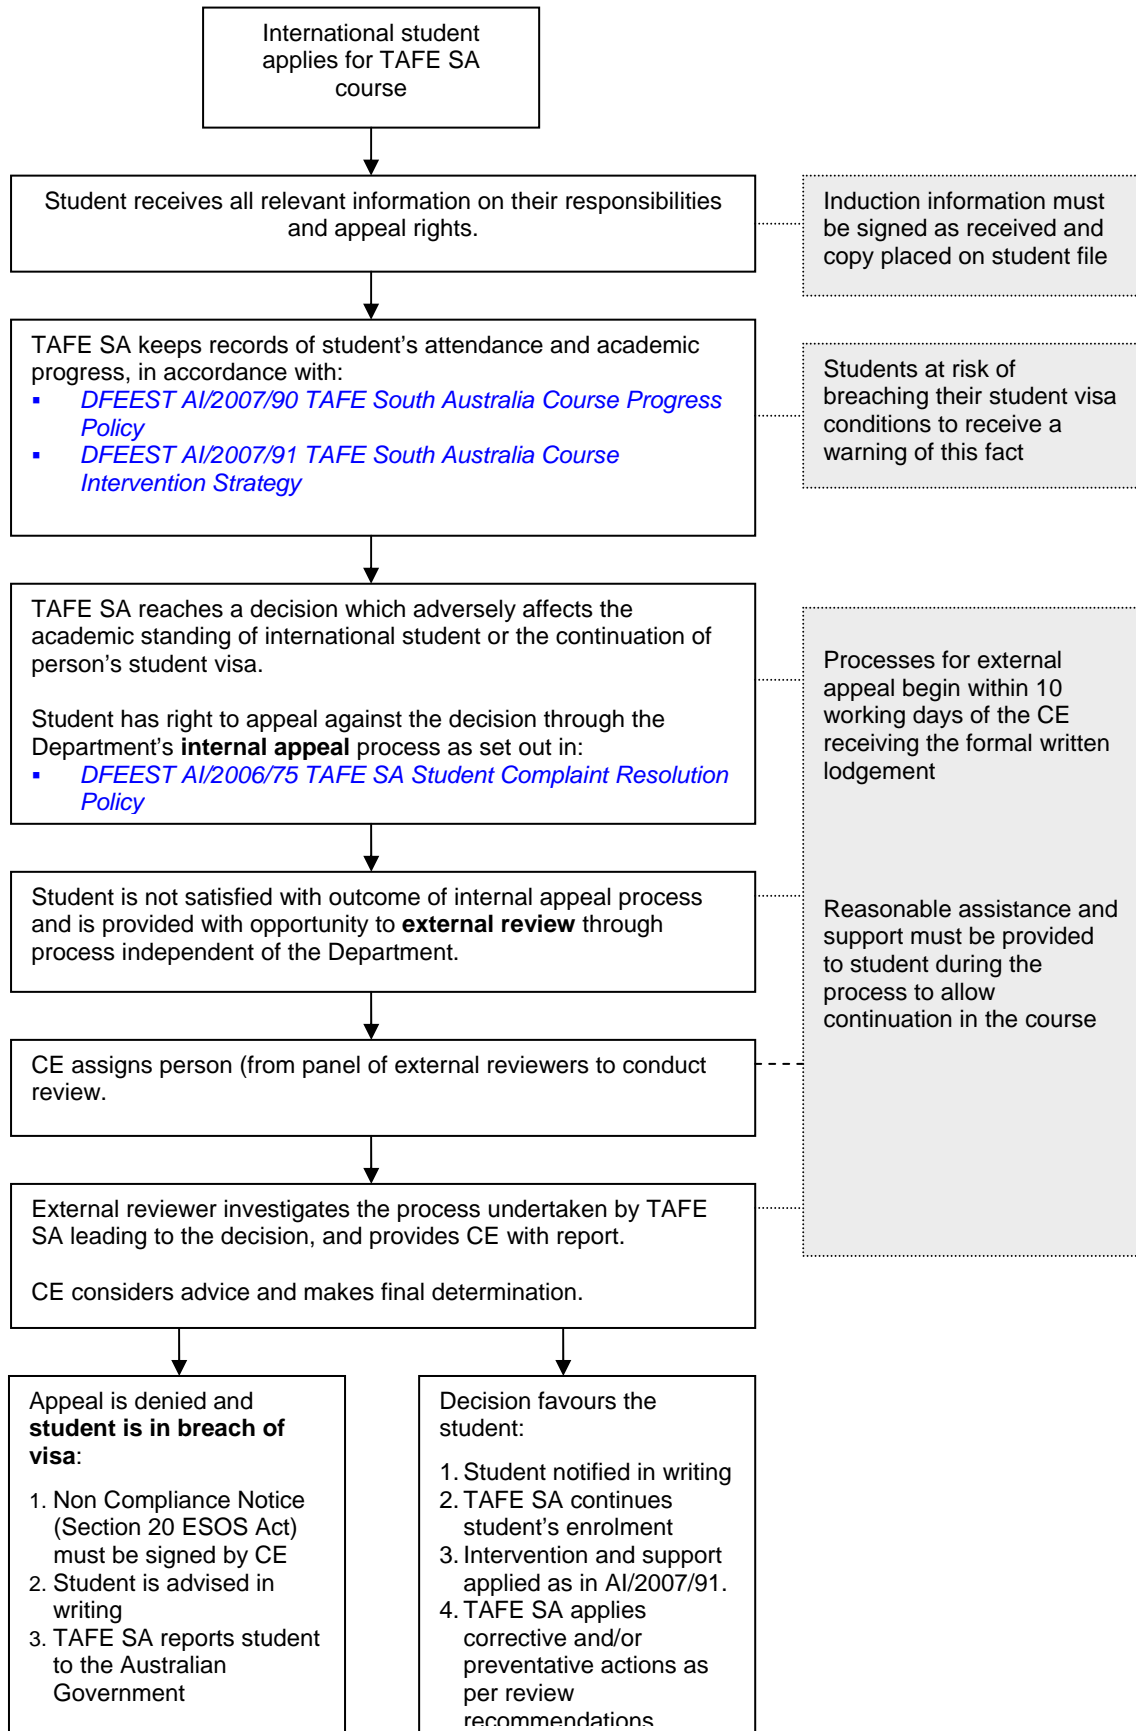 International student
applies for TAFE SA
course
Student receives all relevant information on their responsibilities
and appeal rights.
Induction information must
be signed as received and
copy placed on student file
TAFE SA keeps records of student’s attendance and academic
progress, in accordance with:
▪ DFEEST AI/2007/90 TAFE South Australia Course Progress
Policy
▪ DFEEST AI/2007/91 TAFE South Australia Course
Intervention Strategy
Students at risk of
breaching their student visa
conditions to receive a
warning of this fact
TAFE SA reaches a decision which adversely affects the
academic standing of international student or the continuation of
person’s student visa.
Student has right to appeal against the decision through the
Department’s internal appeal process as set out in:
▪ DFEEST AI/2006/75 TAFE SA Student Complaint Resolution
Policy
Processes for external
appeal begin within 10
working days of the CE
receiving the formal written
lodgement
Reasonable assistance and
support must be provided
to student during the
process to allow
continuation in the course
Student is not satisfied with outcome of internal appeal process
and is provided with opportunity to external review through
process independent of the Department.
CE assigns person (from panel of external reviewers to conduct
review.
External reviewer investigates the process undertaken by TAFE
SA leading to the decision, and provides CE with report.
CE considers advice and makes final determination.
Appeal is denied and
student is in breach of
visa:
1. Non Compliance Notice
(Section 20 ESOS Act)
must be signed by CE
2. Student is advised in
writing
3. TAFE SA reports student
to the Australian
Government
Decision favours the
student:
1. Student notified in writing
2. TAFE SA continues
student’s enrolment
3. Intervention and support
applied as in AI/2007/91.
4. TAFE SA applies
corrective and/or
preventative actions as
per review
recommendations